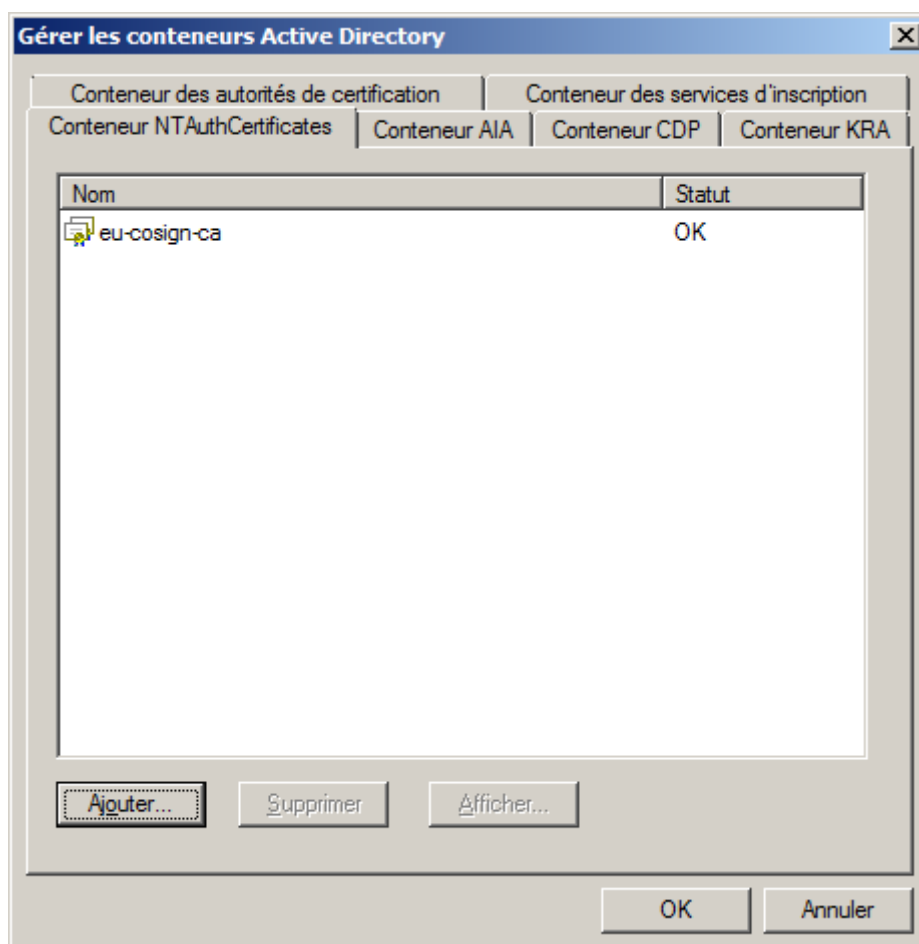 Gérer les conteneurs Active Directory
Conteneur des autorités de certification
Conteneur des services d'inscription
Conteneur NTAuthCertificates
Conteneur AIA
Conteneur CDP
Conteneur KRA
Nom
Statut
eu-cosign-ca
OK
Ajouter...
Supprimer
Afficher...
OK
Annuler